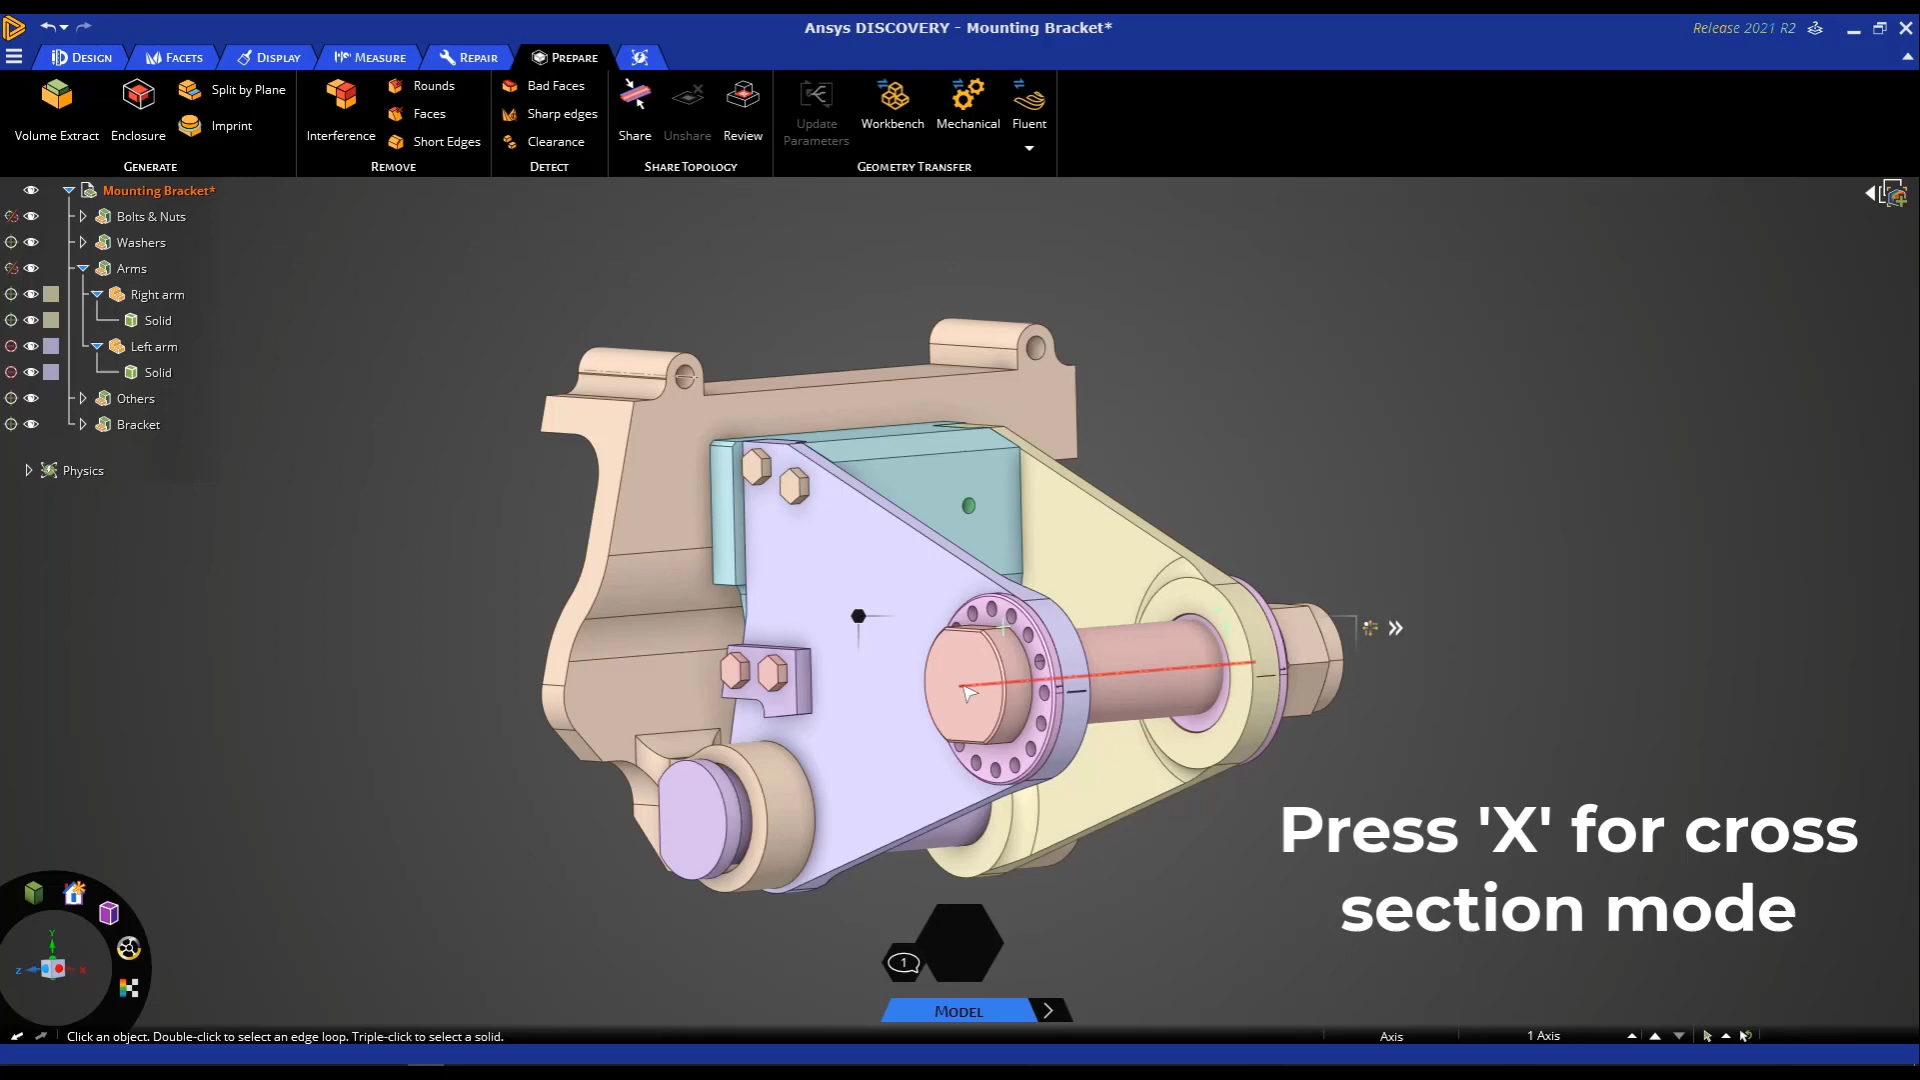 Ansys DISCOVERY - Mounting Bracket*
Release 2021 R2
DESIGN
FACETS
DISPLAY
MEASURE
REPAIR
PREPARE
Volume Extract
Enclosure
Split by Plane
Imprint
GENERATE
Interference
Rounds
Faces
Short Edges
REMOVE
Bad Faces
Sharp edges
Clearance
DETECT
Share
Unshare
Review
SHARE TOPOLOGY
Update
Parameters
Workbench
Mechanical
Fluent
GEOMETRY TRANSFER
Mounting Bracket*
Bolts & Nuts
Washers
Arms
Right arm
Solid
Left arm
Solid
Others
Bracket
Physics
Press 'X' for cross
section mode
Y
Z
X
1
MODEL
Click an object. Double-click to select an edge loop. Triple-click to select a solid.
Axis
1 Axis